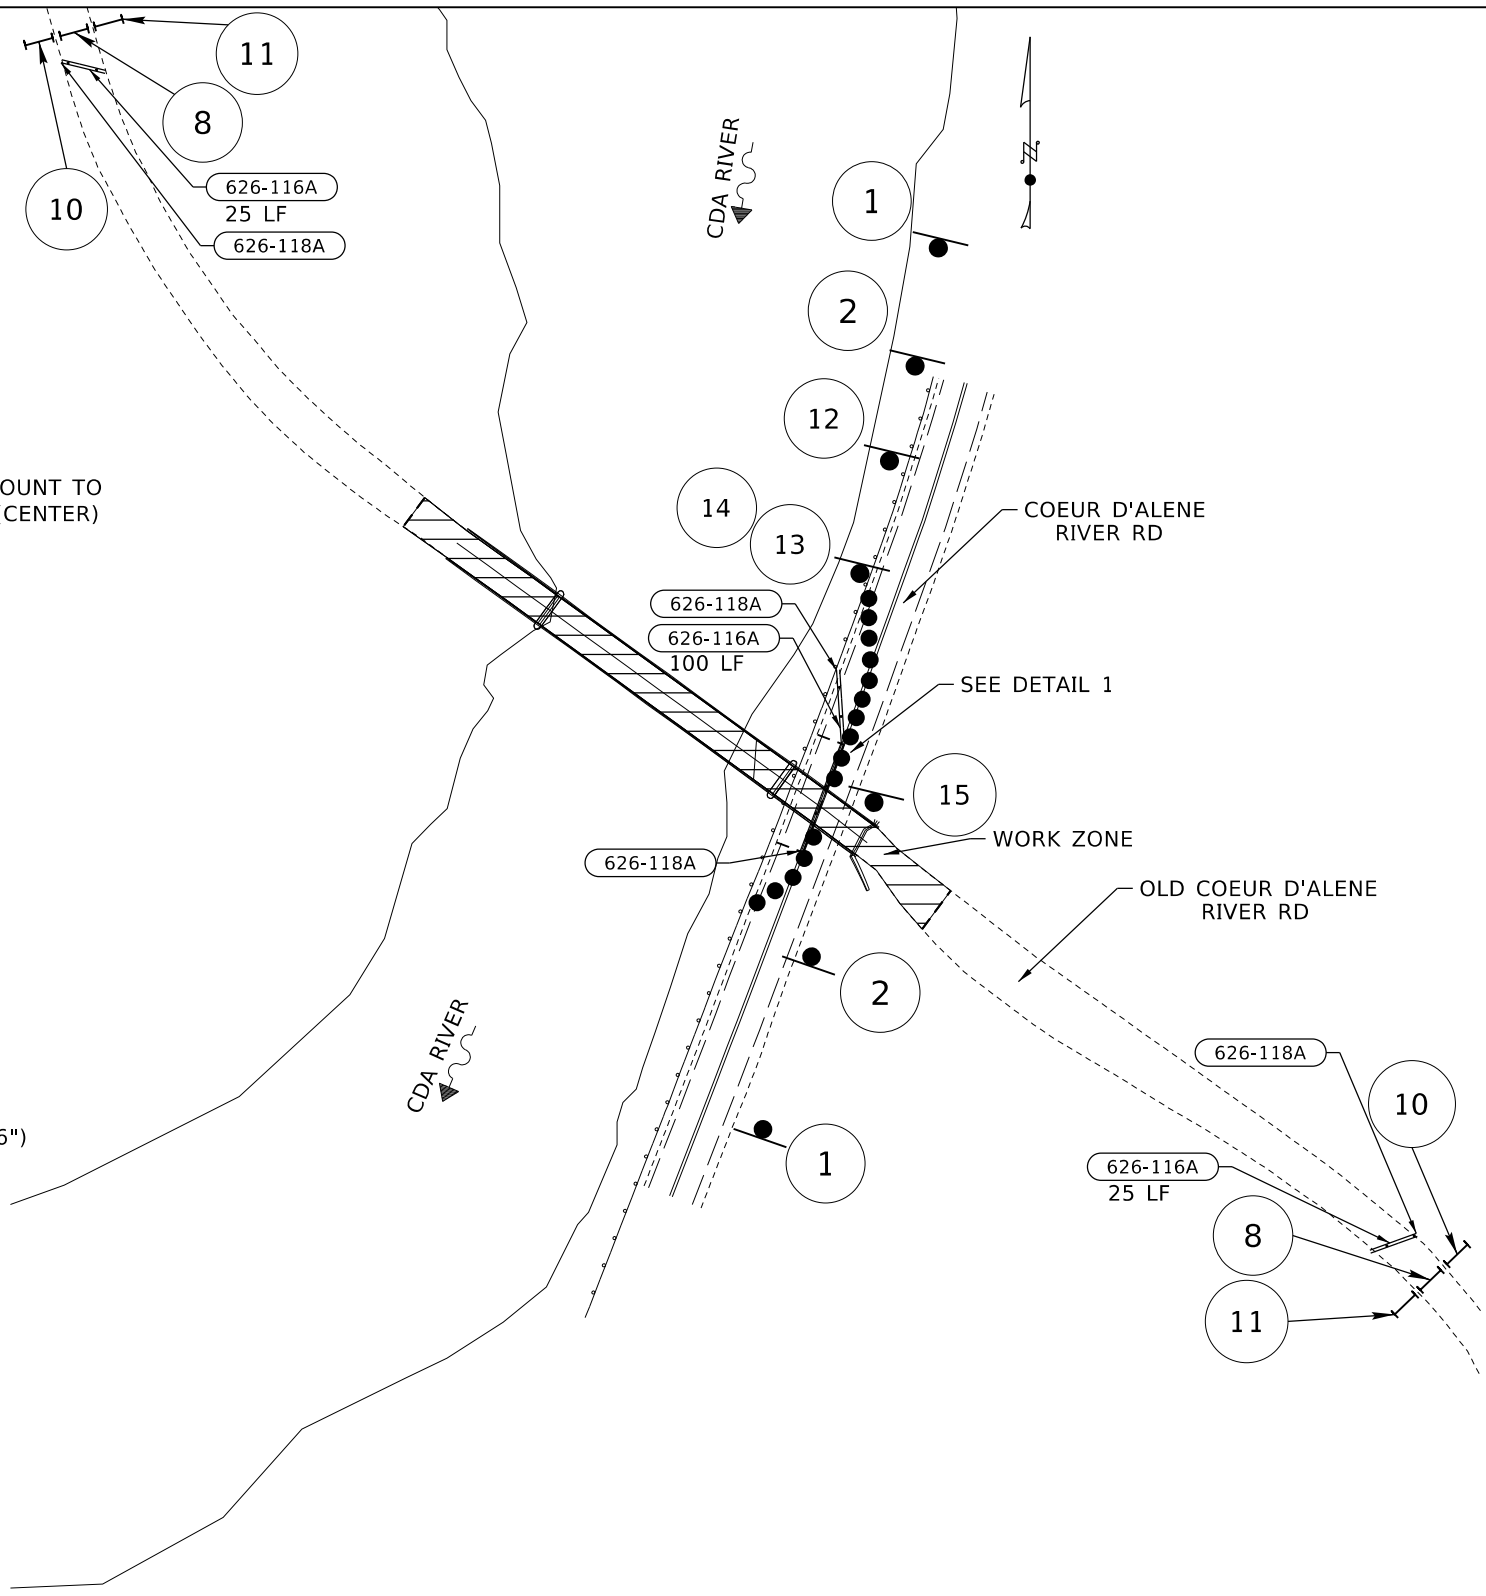 11
8
10
626-116A
25 LF
626-118A
CDA RIVER
N
1
2
12
14
13
OUNT TO
(CENTER)
COEUR D'ALENE
RIVER RD
626-118A
626-116A
100 LF
SEE DETAIL 1
15
WORK ZONE
626-118A
OLD COEUR D'ALENE
RIVER RD
2
CDA RIVER
626-118A
10
6")
1
626-116A
25 LF
8
11